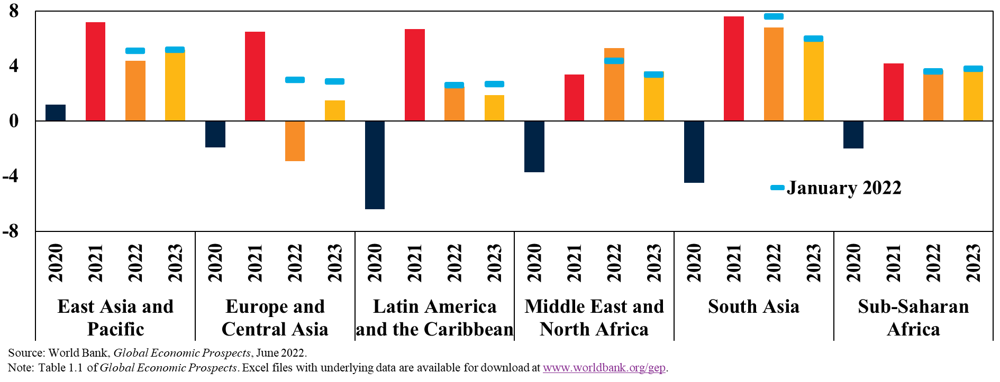 8
4
0
-4
-8
January 2022
2020 2021 2022 2023 2020 2021 2022 2023 2020 2021 2022 2023 2020 2021 2022 2023 2020 2021 2022 2023 2020 2021 2022 2023
East Asia and Pacific
Europe and Central Asia
Latin America and the Caribbean
Middle East and North Africa
South Asia
Sub-Saharan Africa
Source: World Bank, Global Economic Prospects, June 2022.
Note: Table 1.1 of Global Economic Prospects. Excel files with underlying data are available for download at www.worldbank.org/gep.